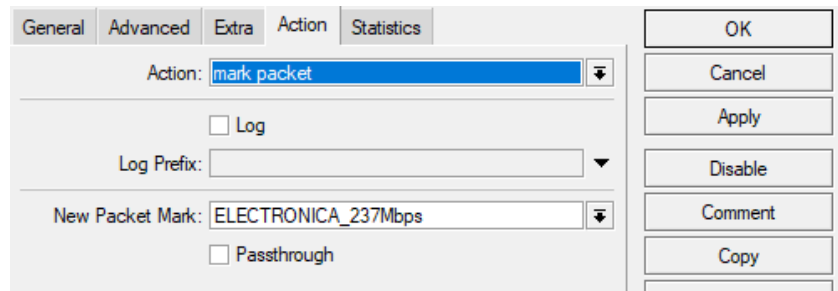 General Advanced Extra Action Statistics
OK
Action: mark packet
Cancel
Log
Apply
Log Prefix:
Disable
New Packet Mark: ELECTRONICA_237Mbps
Comment
Passthrough
Copy